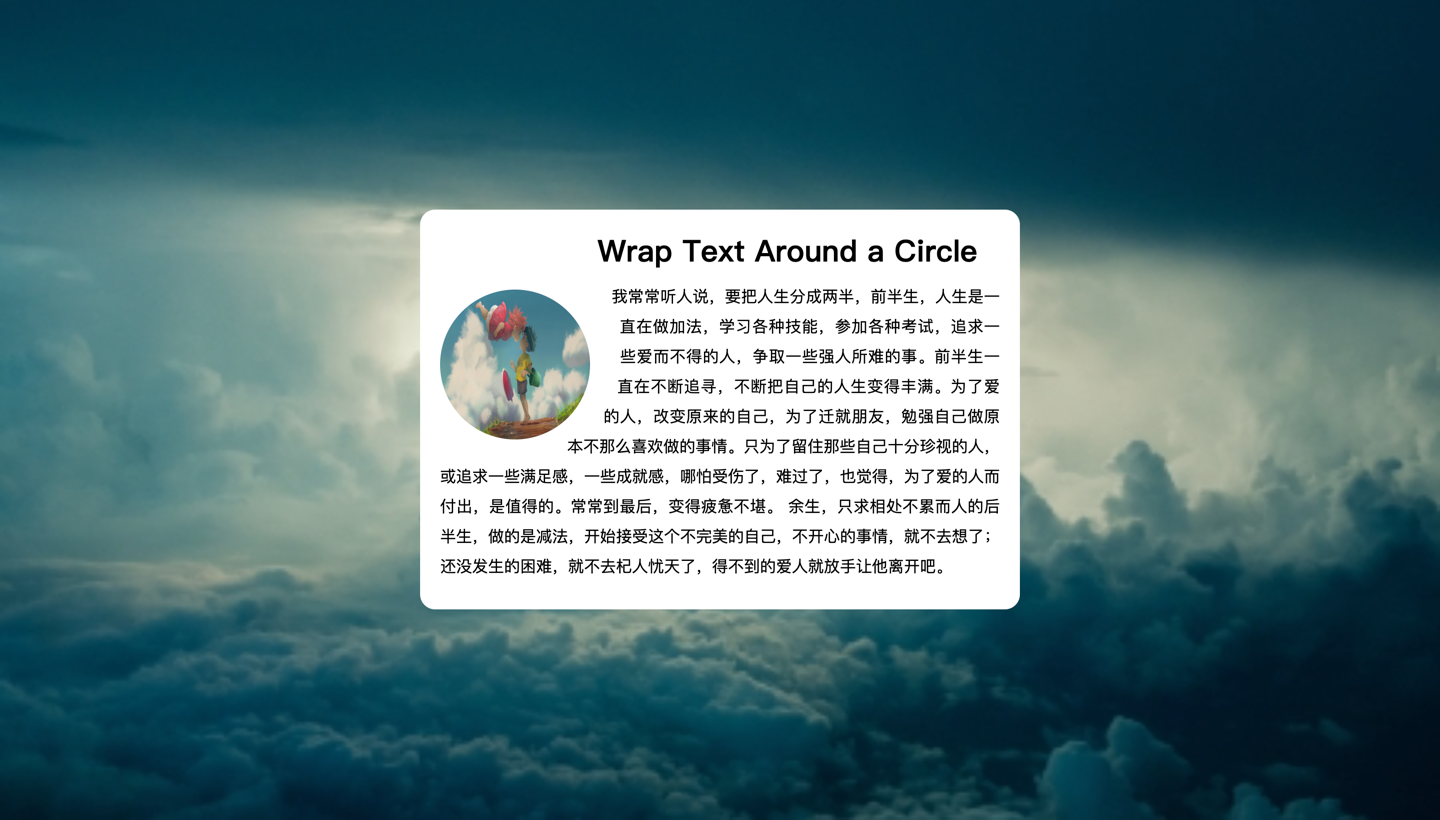 Wrap Text Around a Circle
我常常听人说，要把人生分成两半，前半生，人生是一
直在做加法，学习各种技能，参加各种考试，追求一
些爱而不得的人，争取一些强人所难的事。前半生一
直在不断追寻，不断把自己的人生变得丰满。为了爱
的人，改变原来的自己，为了迁就朋友，勉强自己做原
本不那么喜欢做的事情。只为了留住那些自己十分珍视的人，
或追求一些满足感，一些成就感，哪怕受伤了，难过了，也觉得，为了爱的人而
付出，是值得的。常常到最后，变得疲惫不堪。 余生，只求相处不累而人的后
半生，做的是减法，开始接受这个不完美的自己，不开心的事情，就不去想了；
还没发生的困难，就不去杞人忧天了，得不到的爱人就放手让他离开吧。